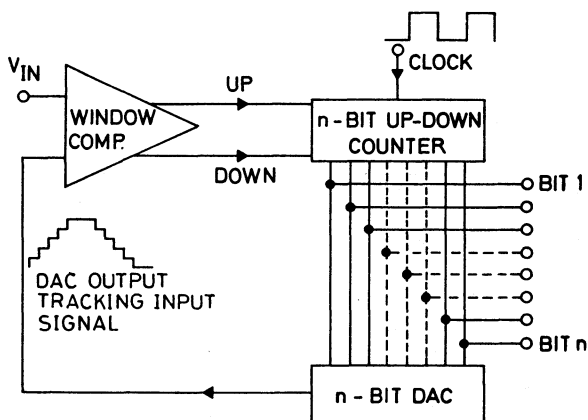 V_IN
WINDOW
COMP.
UP
DOWN
CLOCK
n-BIT UP-DOWN
COUNTER
BIT 1
BIT n
DAC OUTPUT
TRACKING INPUT
SIGNAL
n-BIT DAC